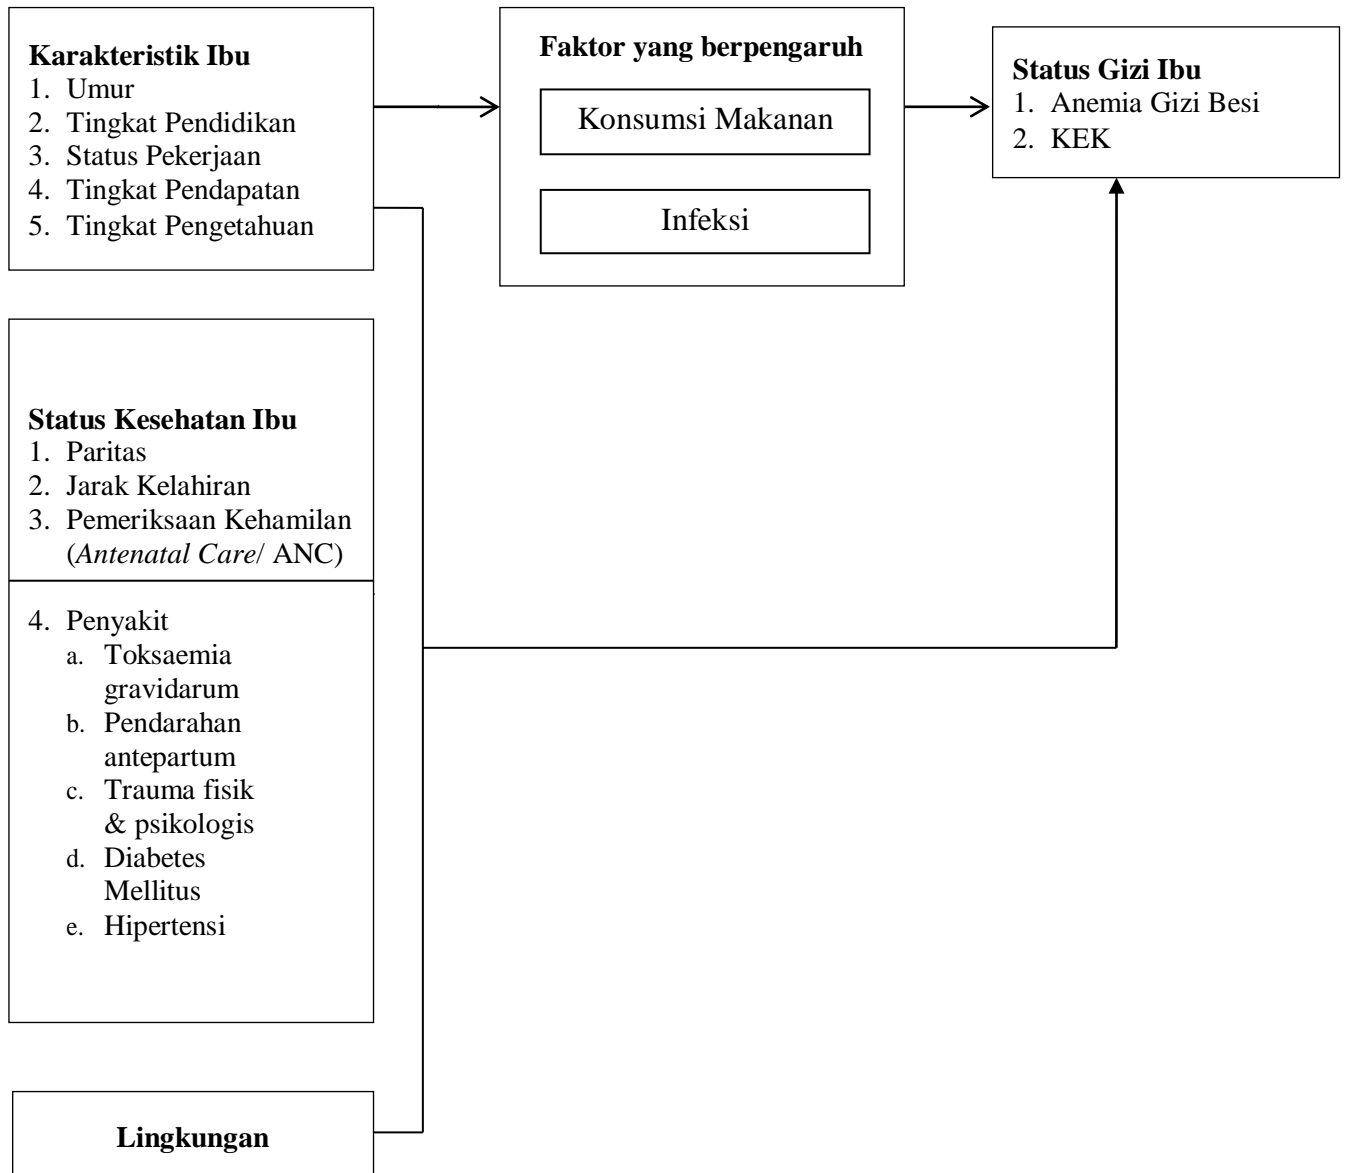 Karakteristik Ibu
1. Umur
2. Tingkat Pendidikan
3. Status Pekerjaan
4. Tingkat Pendapatan
5. Tingkat Pengetahuan
Faktor yang berpengaruh
Konsumsi Makanan
Infeksi
Status Gizi Ibu
1. Anemia Gizi Besi
2. KEK
Status Kesehatan Ibu
1. Paritas
2. Jarak Kelahiran
3. Pemeriksaan Kehamilan
(Antenatal Care/ ANC)
4. Penyakit
a. Toksaemia
gravidarum
b. Pendarahan
antepartum
c. Trauma fisik
& psikologis
d. Diabetes
Mellitus
e. Hipertensi
Lingkungan